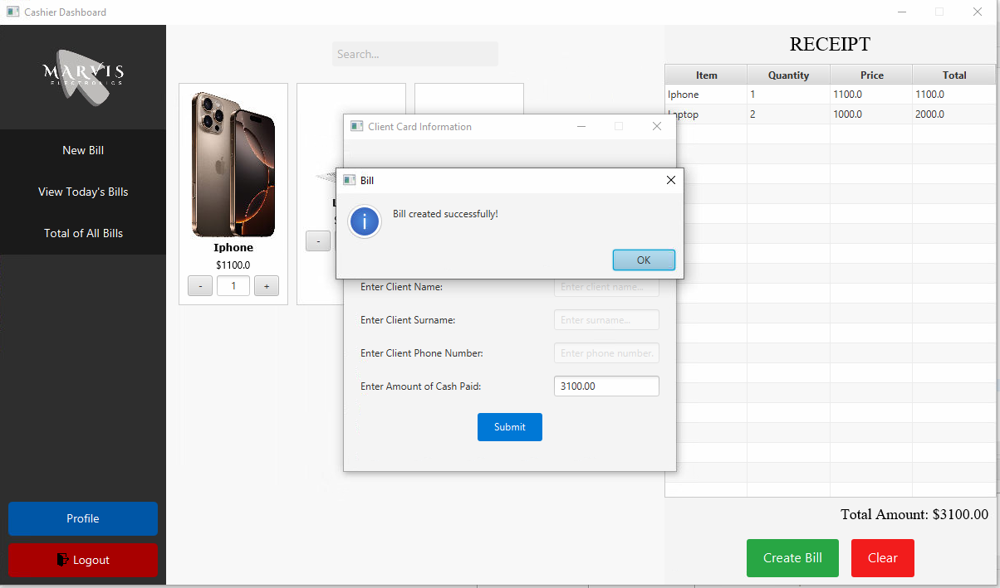 Cashier Dashboard
MARVIS
ELECTRONICS
New Bill
View Today's Bills
Total of All Bills
Profile
Logout
Search...
Iphone
$1100.0
- 1 +
-
Client Card Information
Bill
Bill created successfully!
OK
Enter Client Name: Enter client name...
Enter Client Surname: Enter surname...
Enter Client Phone Number: Enter phone number.
Enter Amount of Cash Paid: 3100.00
Submit
RECEIPT
Item Quantity Price Total
Iphone 1 1100.0 1100.0
Laptop 2 1000.0 2000.0
Total Amount: $3100.00
Create Bill Clear